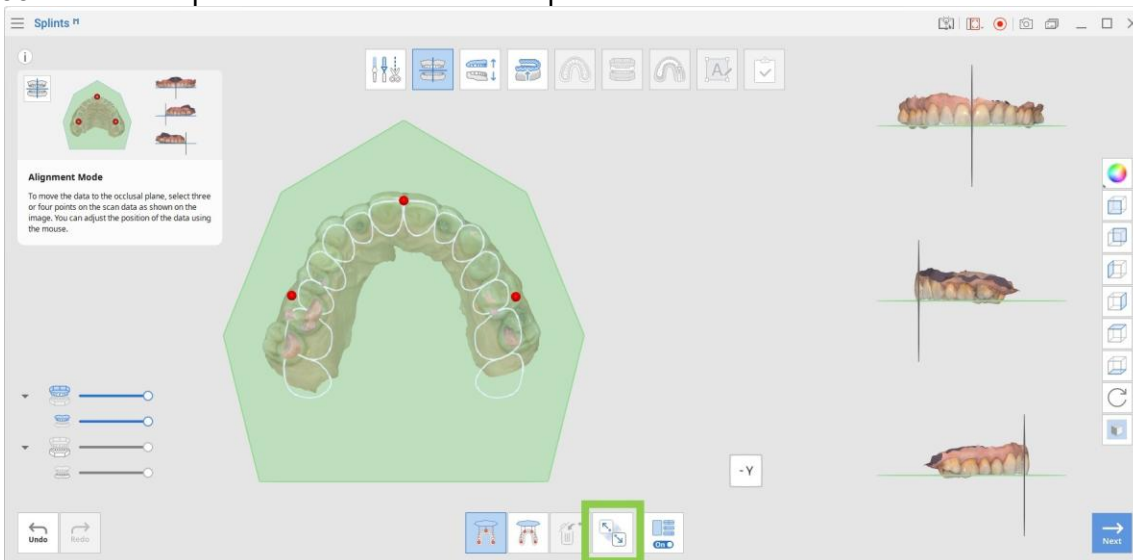 Splints M
i
Alignment Mode
To move the data to the occlusal plane, select three
or four points on the scan data as shown on the
image. You can adjust the position of the data using
the mouse.
- Y
Undo
Redo
On
Next